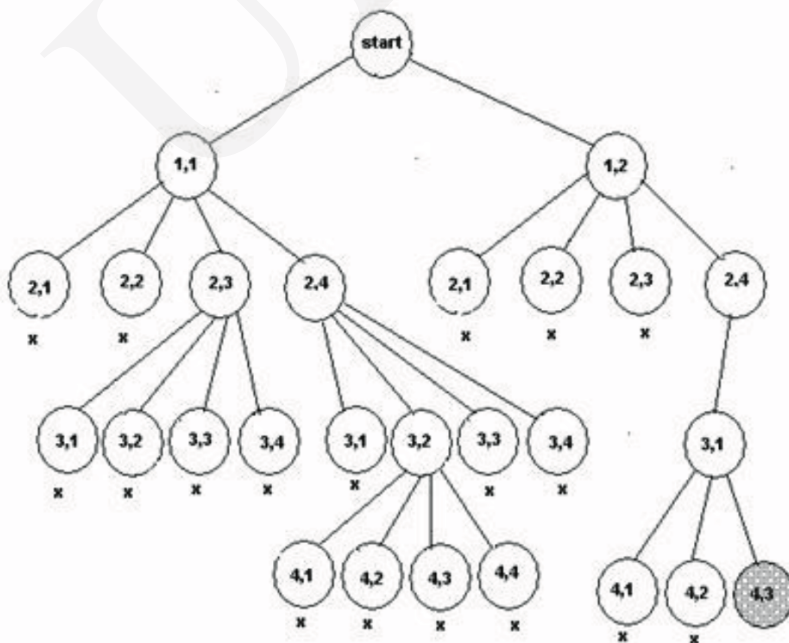 start
1,1 1,2
2,1 2,2 2,3 2,4 2,1 2,2 2,3 2,4
x x x x x
3,1 3,2 3,3 3,4 3,1 3,2 3,3 3,4 3,1
x x x x x x x
4,1 4,2 4,3 4,4 4,1 4,2 4,3
x x x x x x